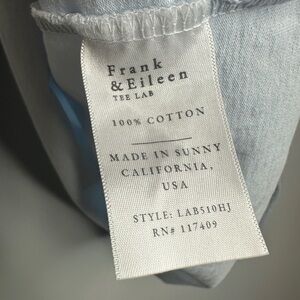 Frank
&Eileen
TEE LAB
100% COTTON
MADE IN SUNNY
CALIFORNIA,
USA
STYLE: LAB510HJ
RN# 117409